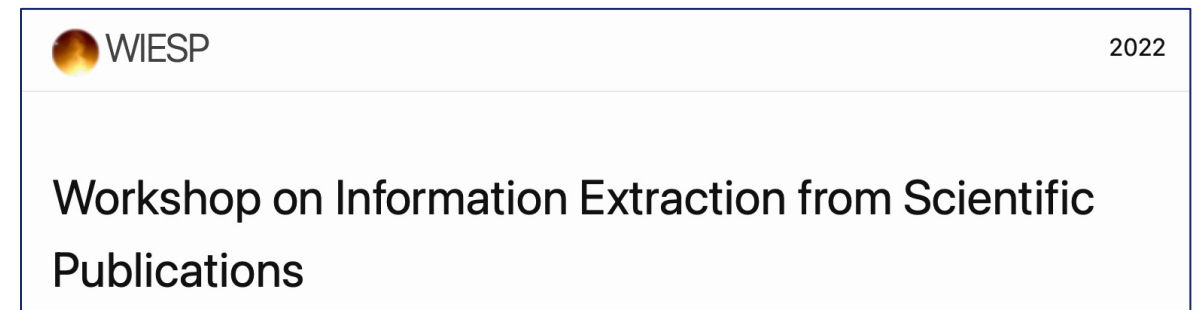 WIESP 2022
Workshop on Information Extraction from Scientific
Publications